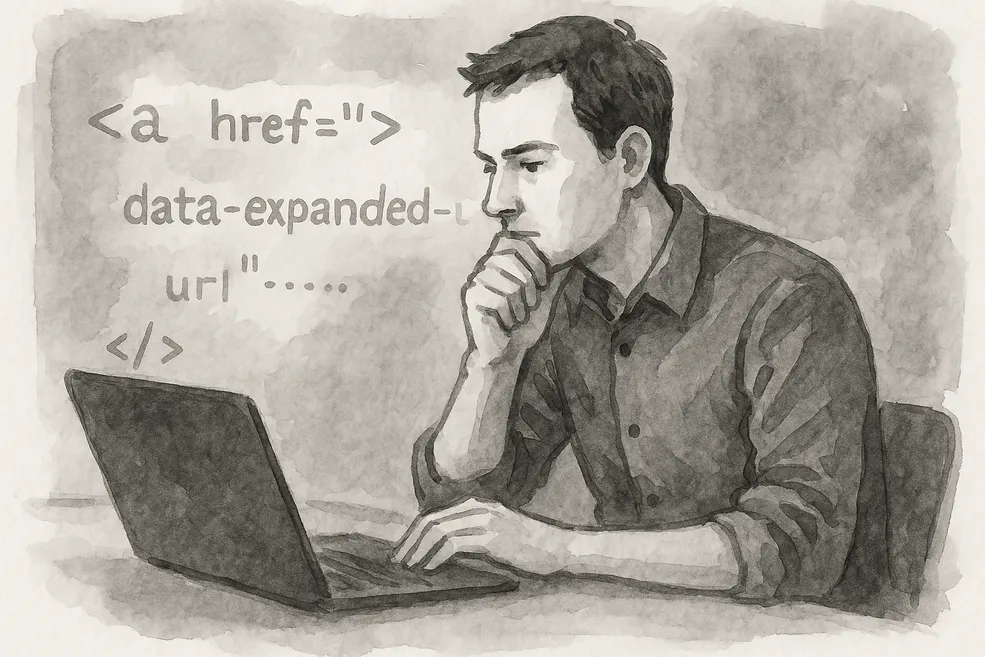 <a href=">
data-expanded-
url".....
</>